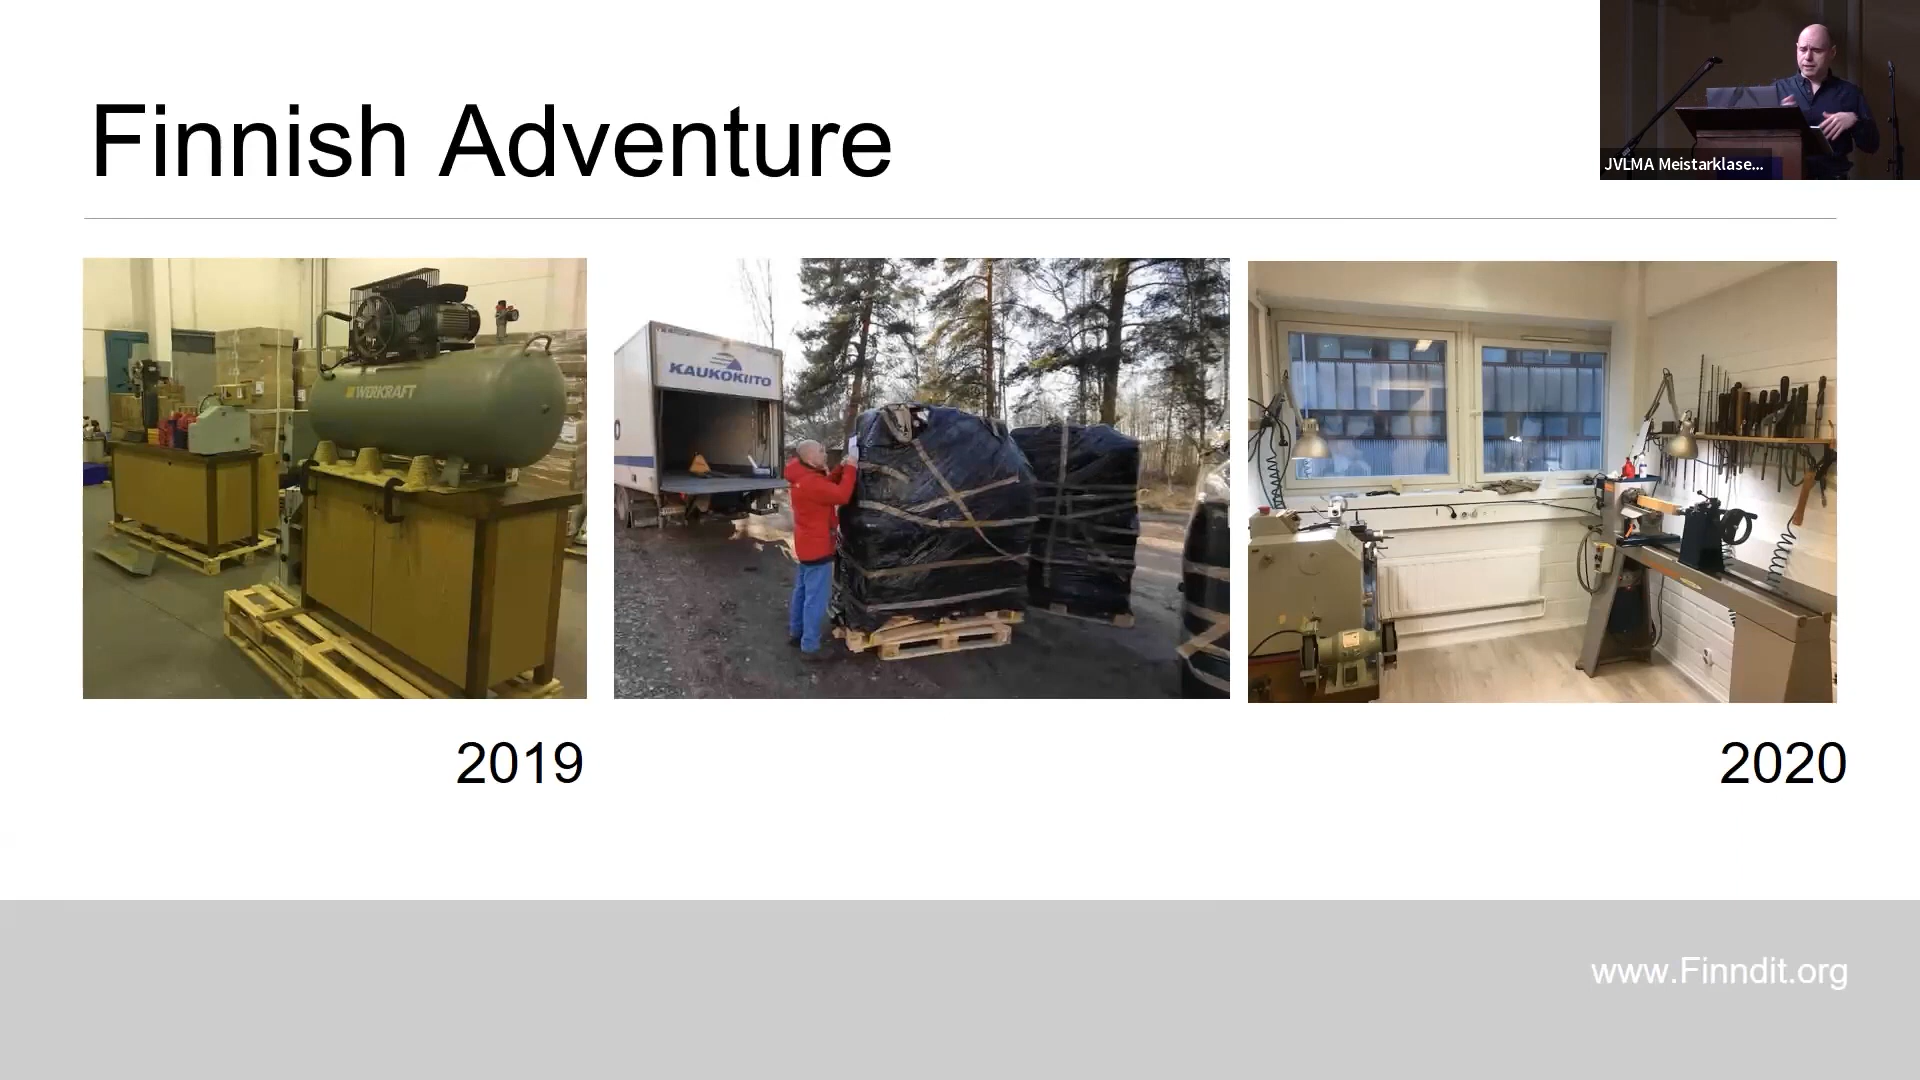 Finnish Adventure
JVLMA Meistarklase...
WERKRAFT
KAUKOKIITO
2019
2020
www.Finndit.org